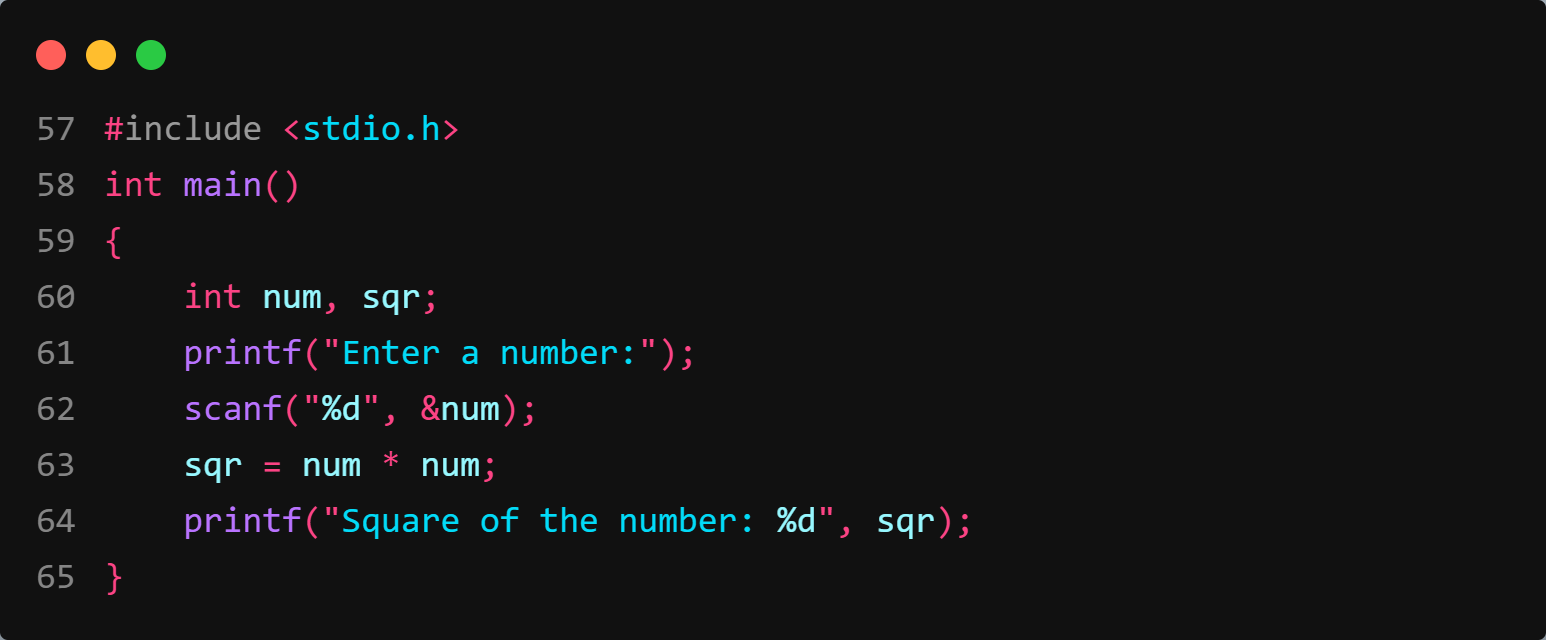 57 #include <stdio.h>
58 int main()
59 {
60     int num, sqr;
61     printf("Enter a number:");
62     scanf("%d", &num);
63     sqr = num * num;
64     printf("Square of the number: %d", sqr);
65 }